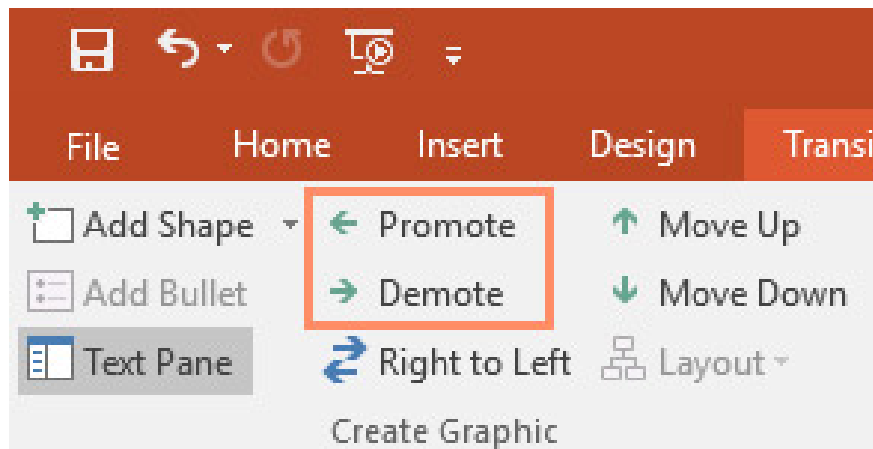 File Home Insert Design Transi
Add Shape Promote Move Up
Add Bullet Demote Move Down
Text Pane Right to Left Layout
Create Graphic